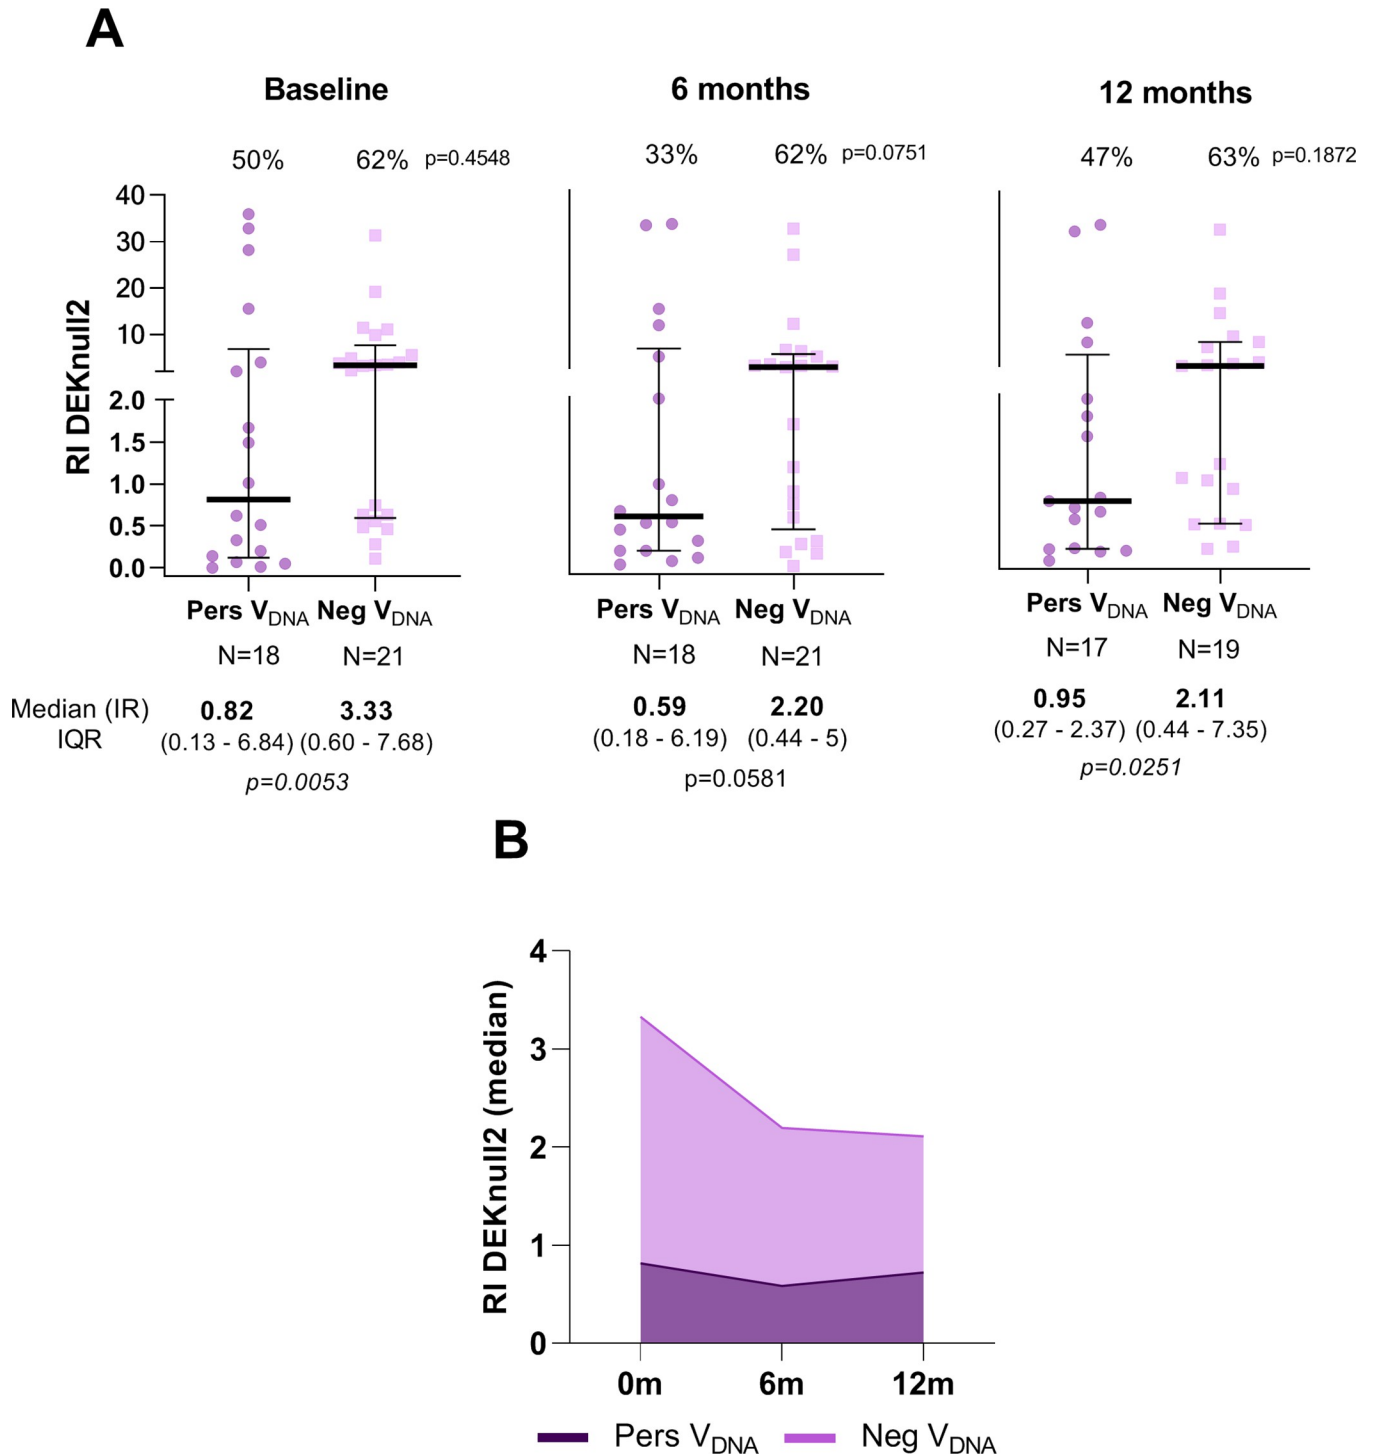 A
Baseline
6 months
12 months
50%
62%
p=0.4548
33%
62%
p=0.0751
47%
63%
p=0.1872
RI DEKnull2
40
30
20
10
2.0
1.5
1.0
0.5
0.0
Pers VDNA
Neg VDNA
Pers VDNA
Neg VDNA
Pers VDNA
Neg VDNA
N=18
N=21
N=18
N=21
N=17
N=19
Median (IR)
0.82
3.33
0.59
2.20
0.95
2.11
IQR
(0.13 - 6.84)
(0.60 - 7.68)
(0.18 - 6.19)
(0.44 - 5)
(0.27 - 2.37)
(0.44 - 7.35)
p=0.0053
p=0.0581
p=0.0251
B
RI DEKnull2 (median)
4
3
2
1
0
0m
6m
12m
Pers VDNA
Neg VDNA